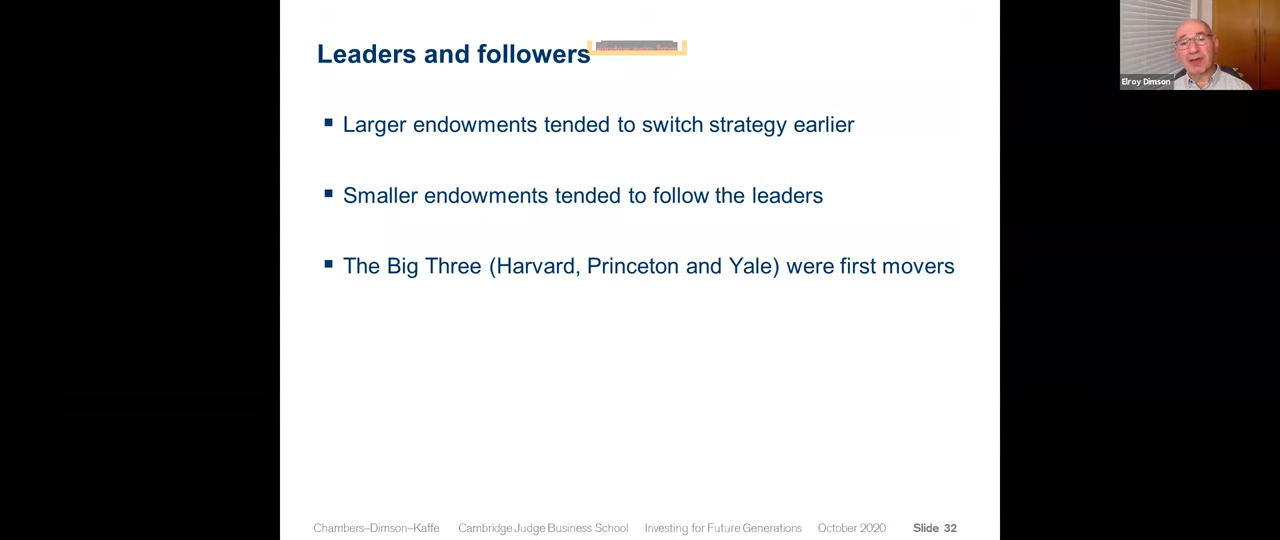 Leaders and followers
Elroy Dimson
Larger endowments tended to switch strategy earlier
Smaller endowments tended to follow the leaders
The Big Three (Harvard, Princeton and Yale) were first movers
Chambers–Dimson–Kaffe Cambridge Judge Business School Investing for Future Generations October 2020 Slide 32